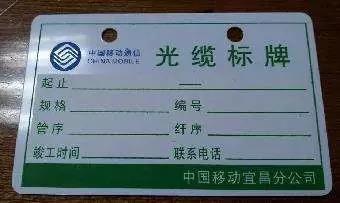 中国移动通信
CHINA MOBILE
光缆标牌
起止 ——
规格 编号
管序 纤序
竣工时间 联系电话
中国移动宜昌分公司